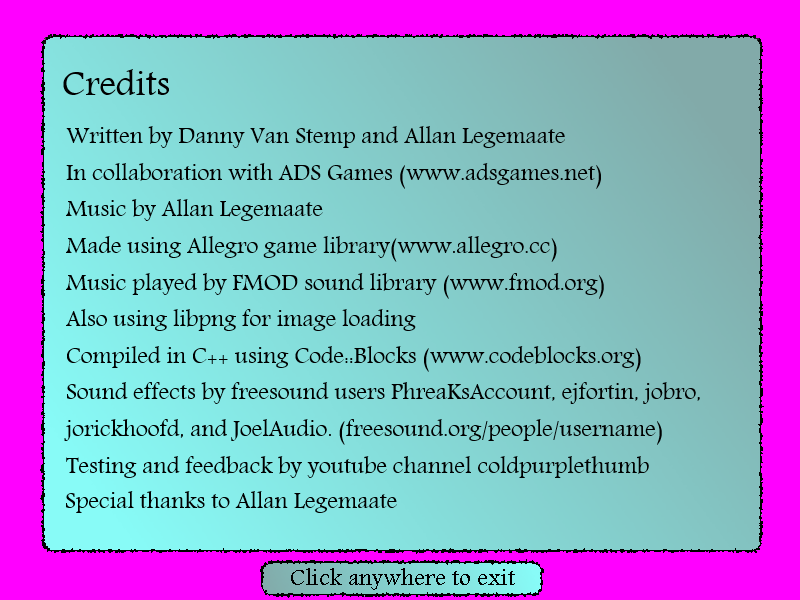 Credits
Written by Danny Van Stemp and Allan Legemaate
In collaboration with ADS Games (www.adsgames.net)
Music by Allan Legemaate
Made using Allegro game library(www.allegro.cc)
Music played by FMOD sound library (www.fmod.org)
Also using libpng for image loading
Compiled in C++ using Code::Blocks (www.codeblocks.org)
Sound effects by freesound users PhreaKsAccount, ejfortin, jobro,
jorickhoofd, and JoelAudio. (freesound.org/people/username)
Testing and feedback by youtube channel coldpurplethumb
Special thanks to Allan Legemaate
Click anywhere to exit